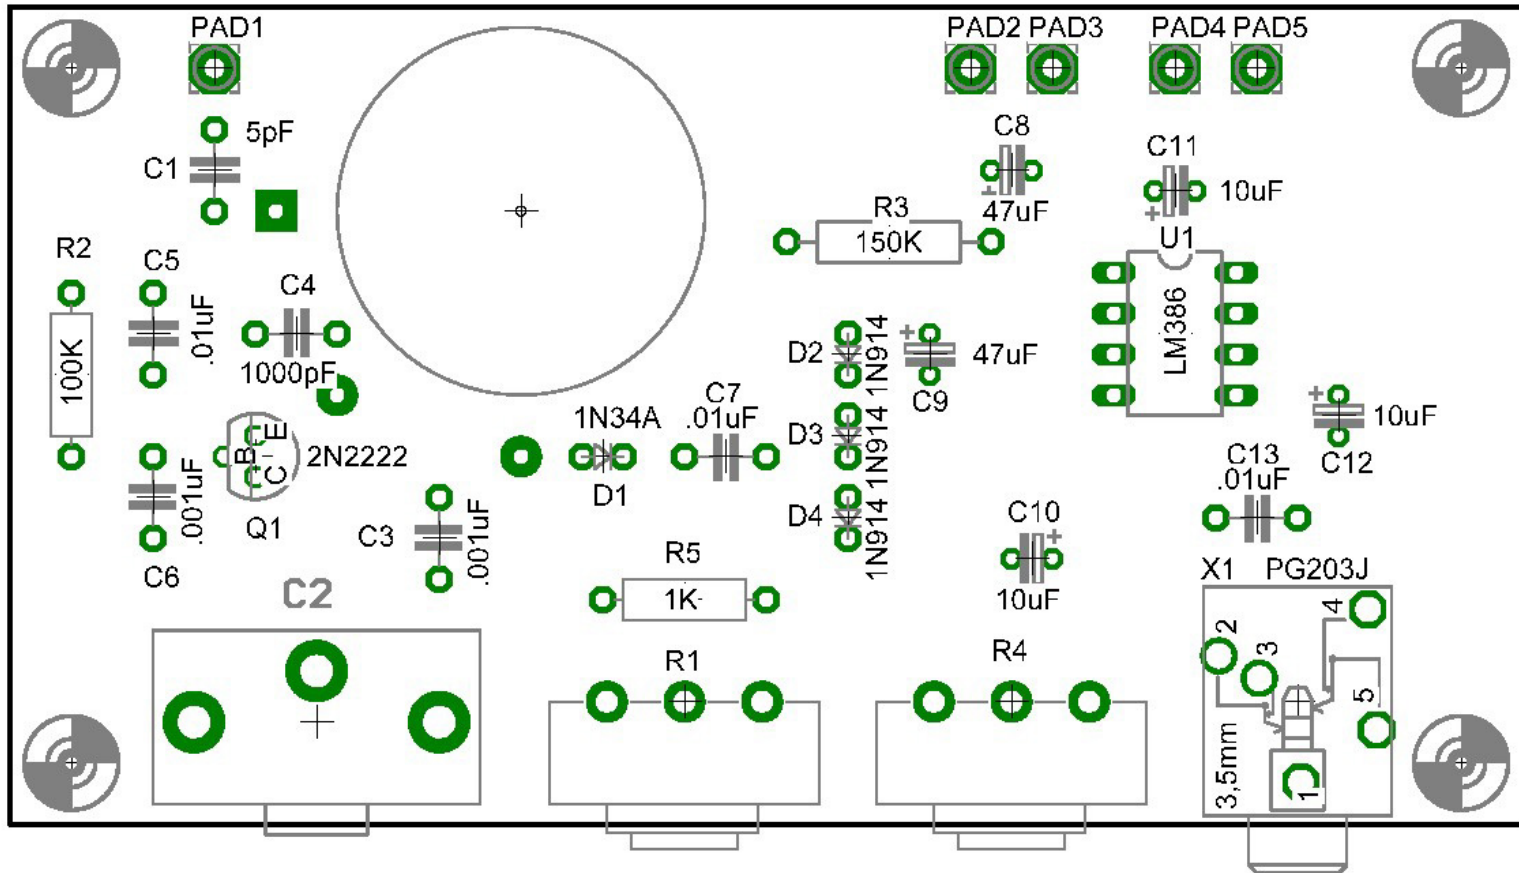 PAD1
PAD2 PAD3 PAD4 PAD5
5pF
C1
C8
47uF
C11
10uF
R3
150K
U1
LM386
R2
100K
C5
.01uF
C4
1000pF
D2
1N914
47uF
C9
10uF
C12
B
E
C
2N2222
Q1
1N34A
D1
C7
.01uF
D3
1N914
D4
1N914
C13
.01uF
.001uF
C6
C3
.001uF
C10
10uF
R5
1K
C2
R1
R4
X1 PG203J
2
3
4
5
1
3,5mm